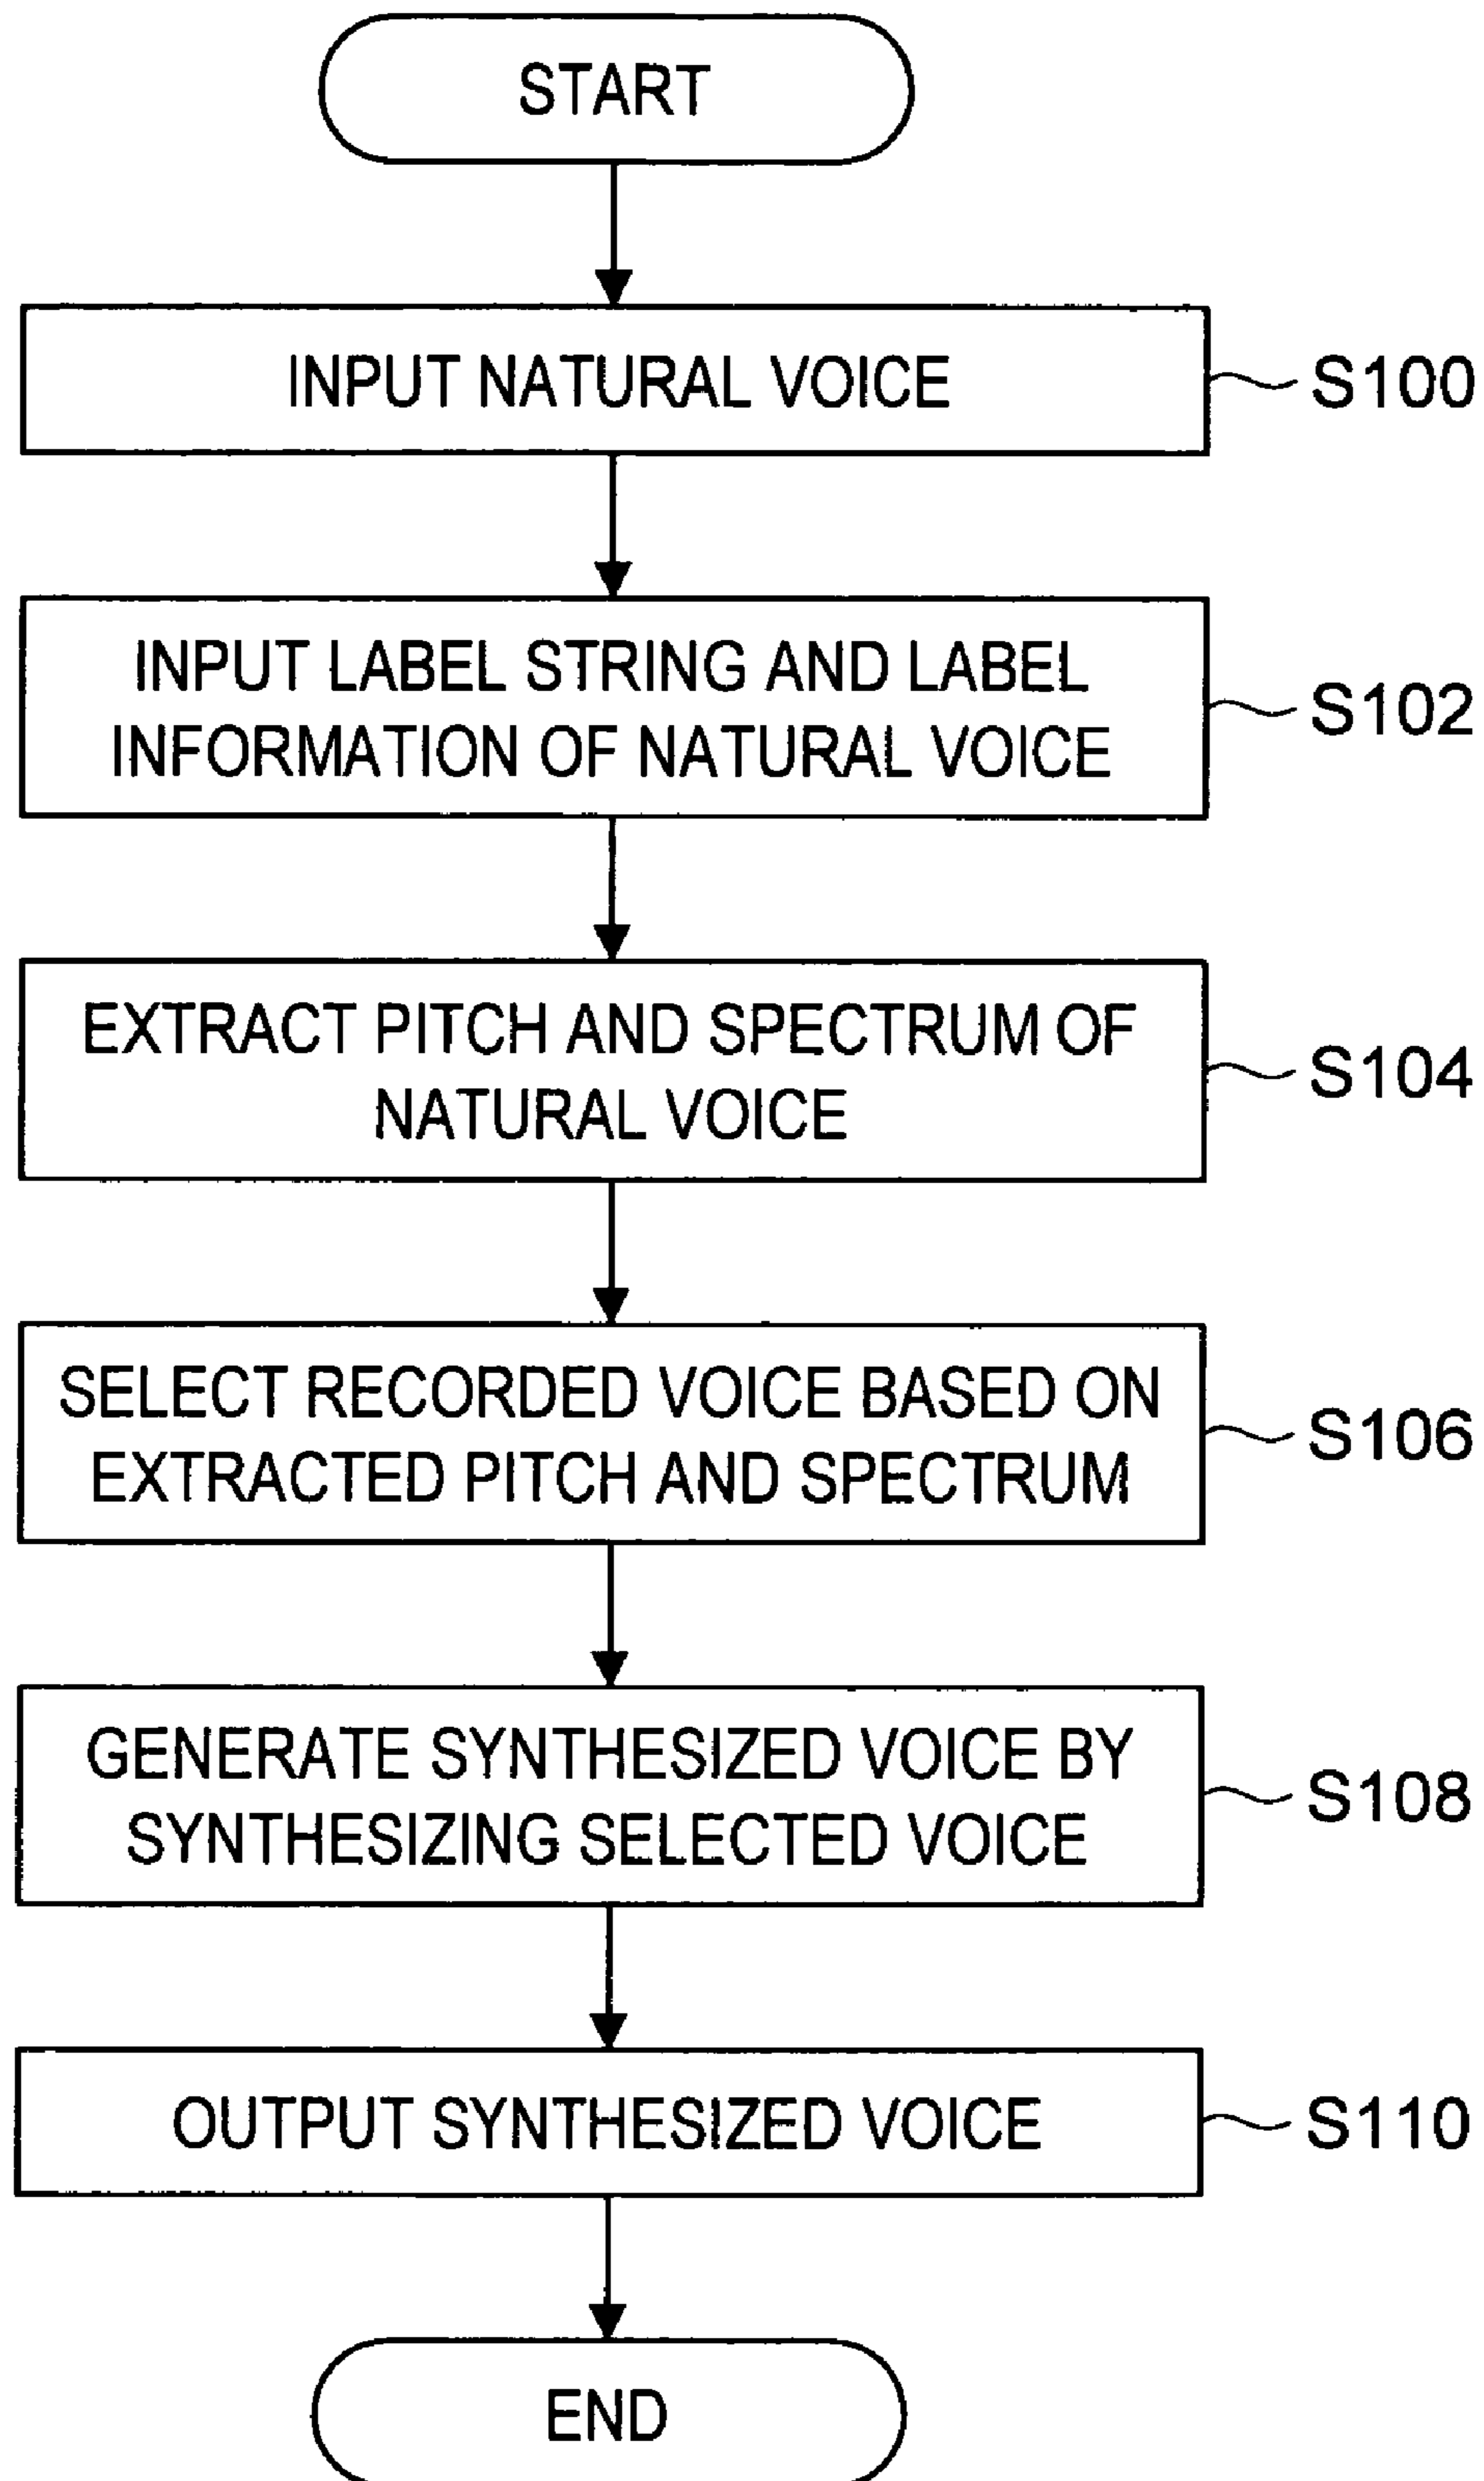 START
INPUT NATURAL VOICE
S100
INPUT LABEL STRING AND LABEL
INFORMATION OF NATURAL VOICE
S102
EXTRACT PITCH AND SPECTRUM OF
NATURAL VOICE
S104
SELECT RECORDED VOICE BASED ON
EXTRACTED PITCH AND SPECTRUM
S106
GENERATE SYNTHESIZED VOICE BY
SYNTHESIZING SELECTED VOICE
S108
OUTPUT SYNTHESIZED VOICE
S110
END